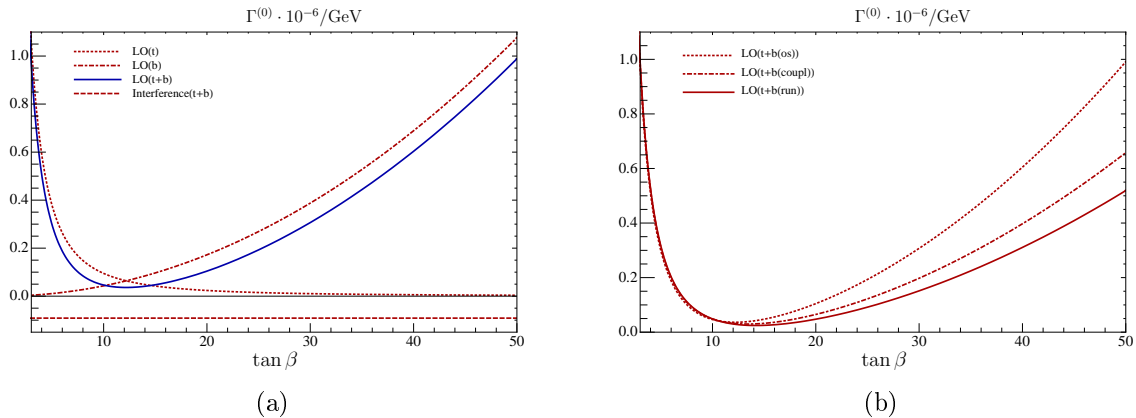 Γ(0) · 10−6/GeV
LO(t)
LO(b)
LO(t+b)
Interference(t+b)
1.0
0.8
0.6
0.4
0.2
0.0
10 20 30 40 50
tan β
(a)
Γ(0) · 10−6/GeV
LO(t+b(os))
LO(t+b(coupl))
LO(t+b(run))
1.0
0.8
0.6
0.4
0.2
0.0
10 20 30 40 50
tan β
(b)